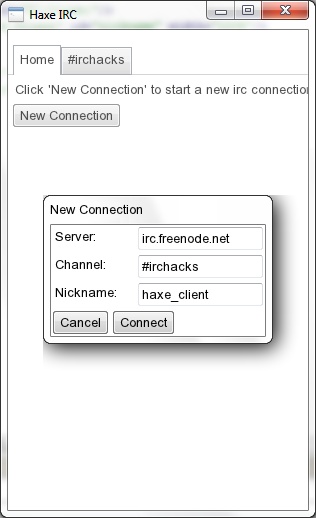 Haxe IRC
Home #irchacks
Click 'New Connection' to start a new irc connection
New Connection
New Connection
Server: irc.freenode.net
Channel: #irchacks
Nickname: haxe_client
Cancel Connect